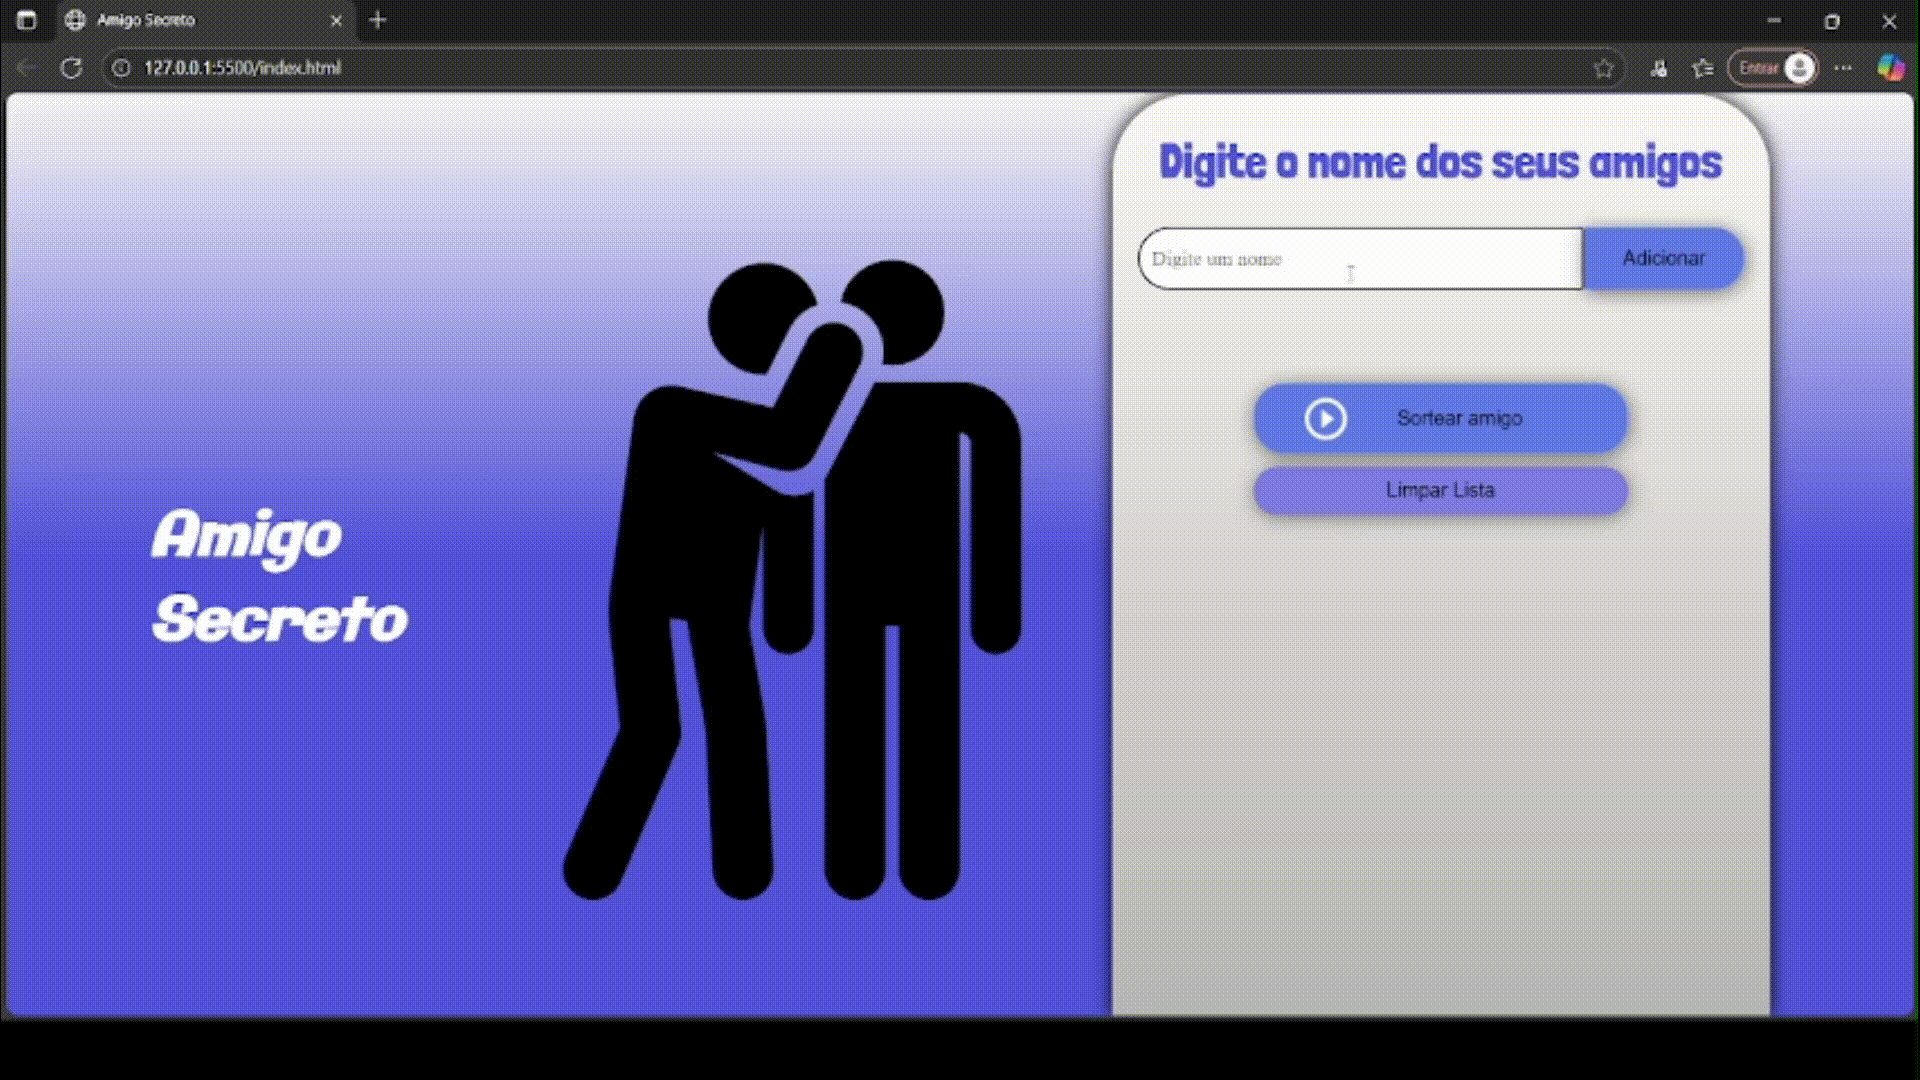 Amigo Secreto
127.0.0.1:5500/index.html
Entrar
Digite o nome dos seus amigos
Digite um nome
Adicionar
Sortear amigo
Limpar Lista
Amigo
Secreto